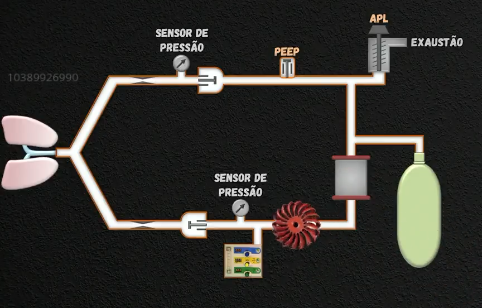 APL
SENSOR DE
PRESSÃO
PEEP
EXAUSTÃO
10389926990
SENSOR DE
PRESSÃO